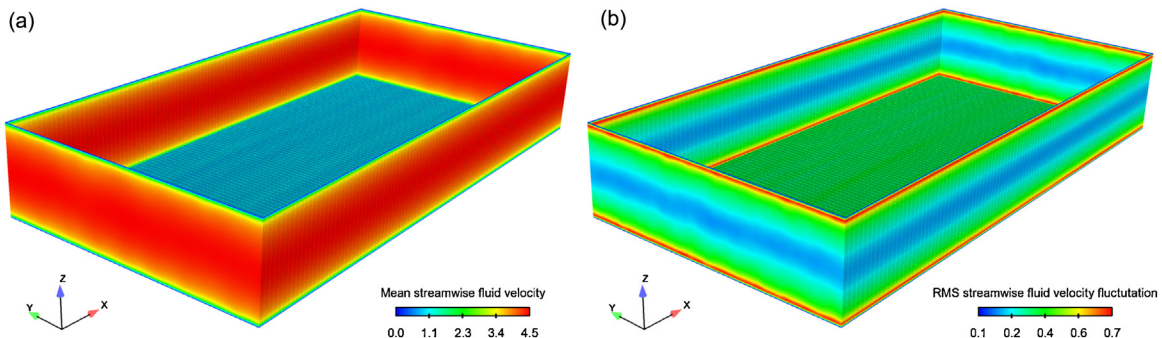 (a)
Z
Y
X
Mean streamwise fluid velocity
0.0 1.1 2.3 3.4 4.5
(b)
Z
Y
X
RMS streamwise fluid velocity fluctutation
0.1 0.2 0.4 0.6 0.7